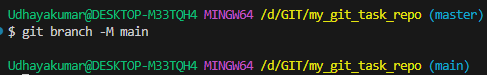 Udhayakumar@DESKTOP-M33TQH4 MINGW64 /d/GIT/my_git_task_repo (master)
$ git branch -M main
Udhayakumar@DESKTOP-M33TQH4 MINGW64 /d/GIT/my_git_task_repo (main)